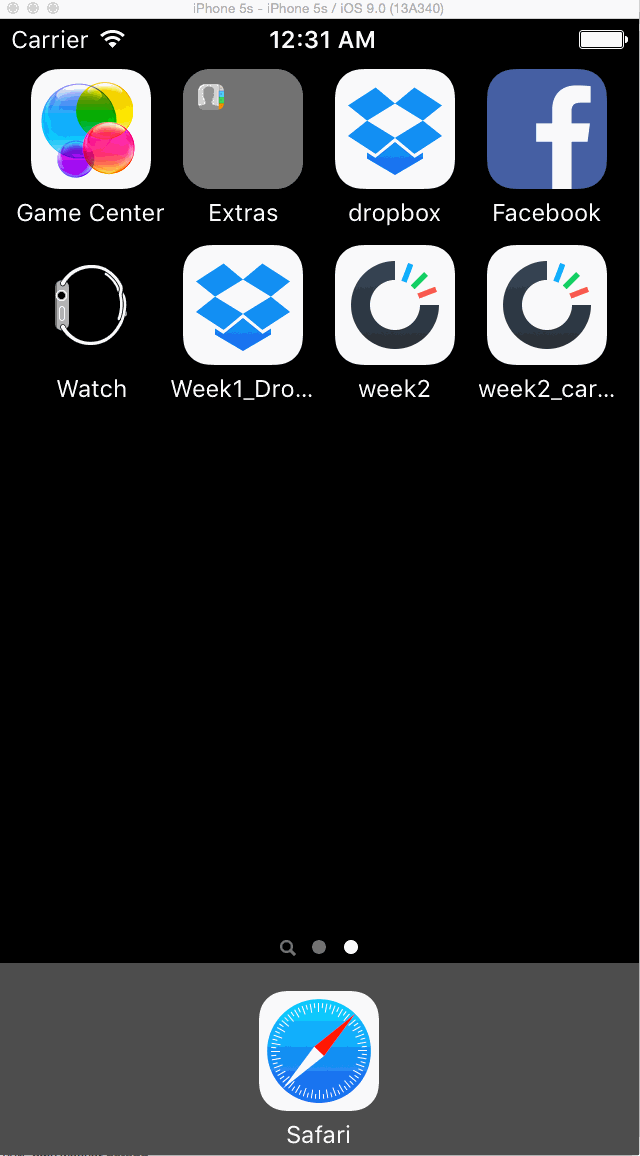 iPhone 5s - iPhone 5s / iOS 9.0 (13A340)
Carrier 12:31 AM
Game Center Extras dropbox Facebook
Watch Week1_Dro... week2 week2_car...
Safari